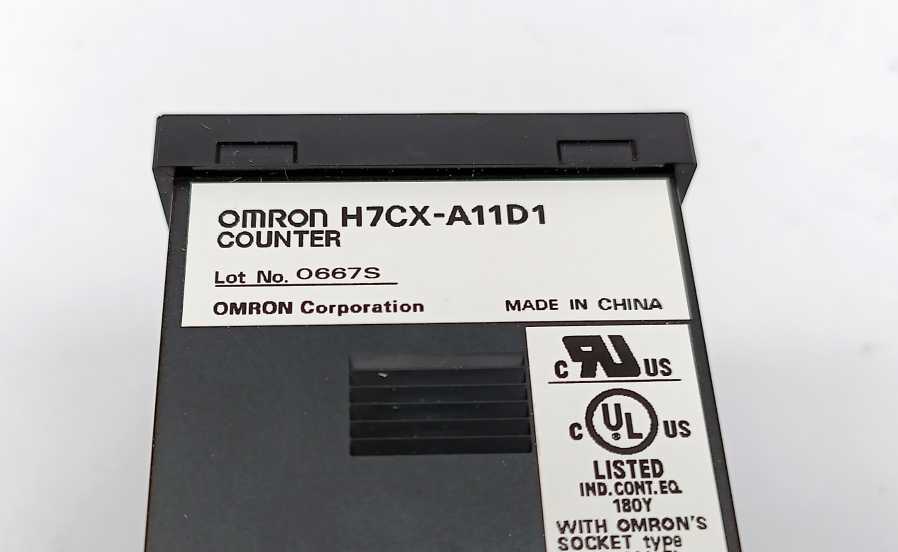 OMRON H7CX-A11D1
COUNTER
Lot No. 0667S
OMRON Corporation MADE IN CHINA
c RU US
c UL US
LISTED
IND.CONT.EQ
180Y
WITH OMRON'S
SOCKET type